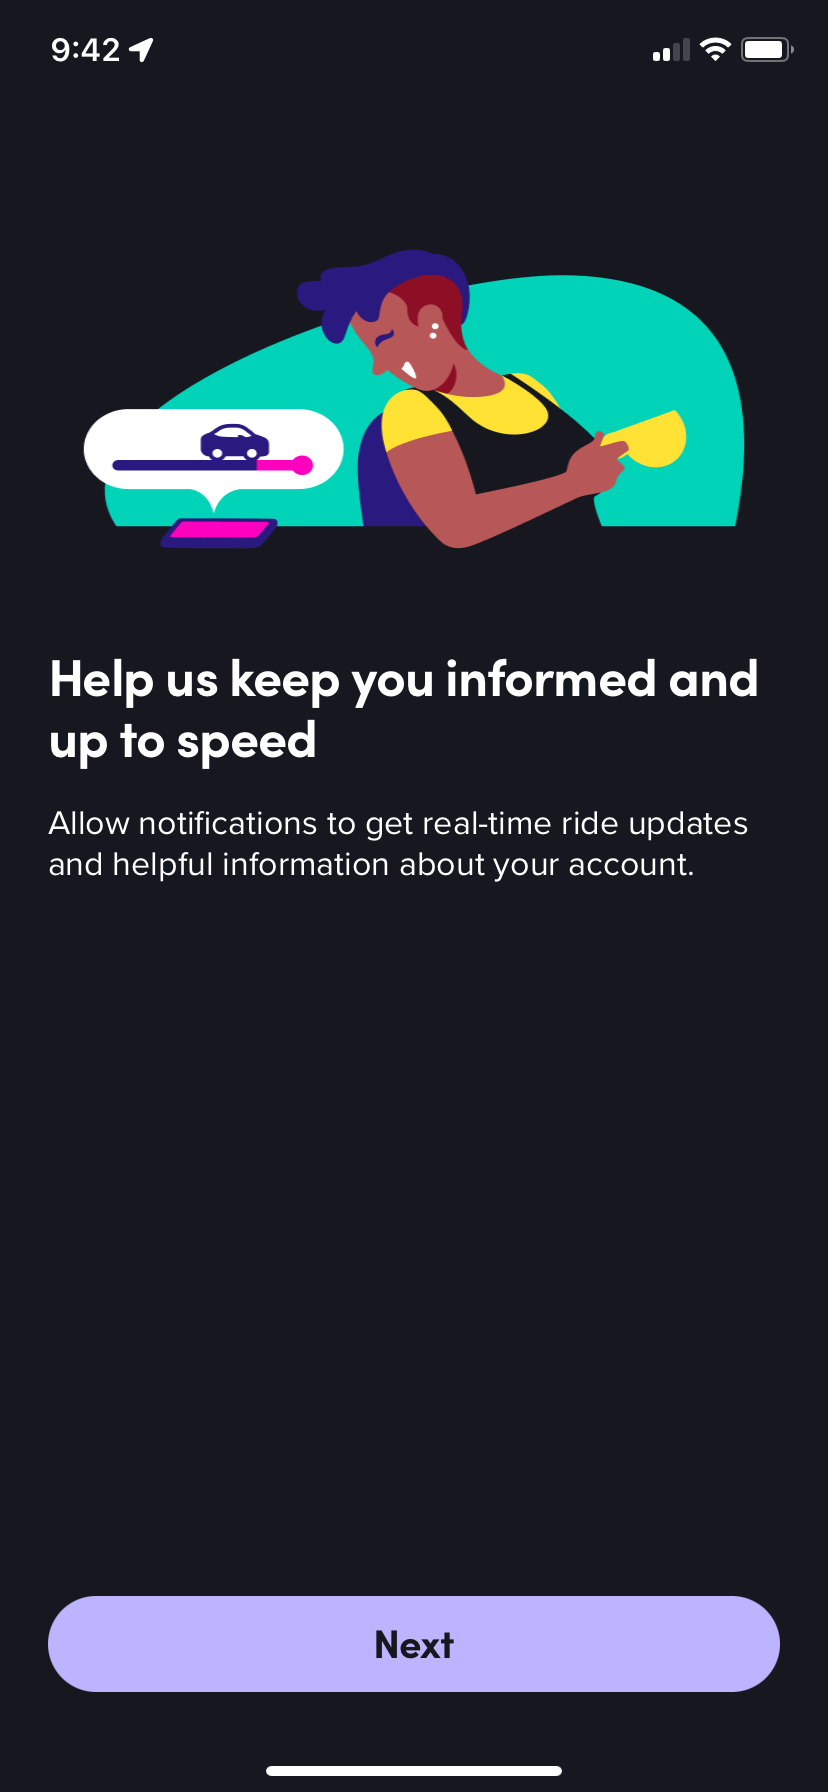 9:42
Help us keep you informed and
up to speed
Allow notifications to get real-time ride updates
and helpful information about your account.
Next